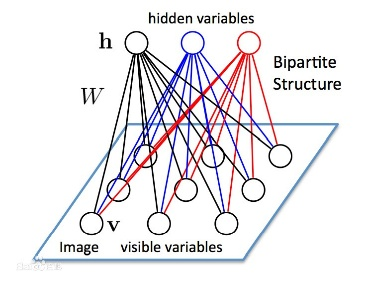 hidden variables
h
Bipartite
Structure
W
v
Image visible variables